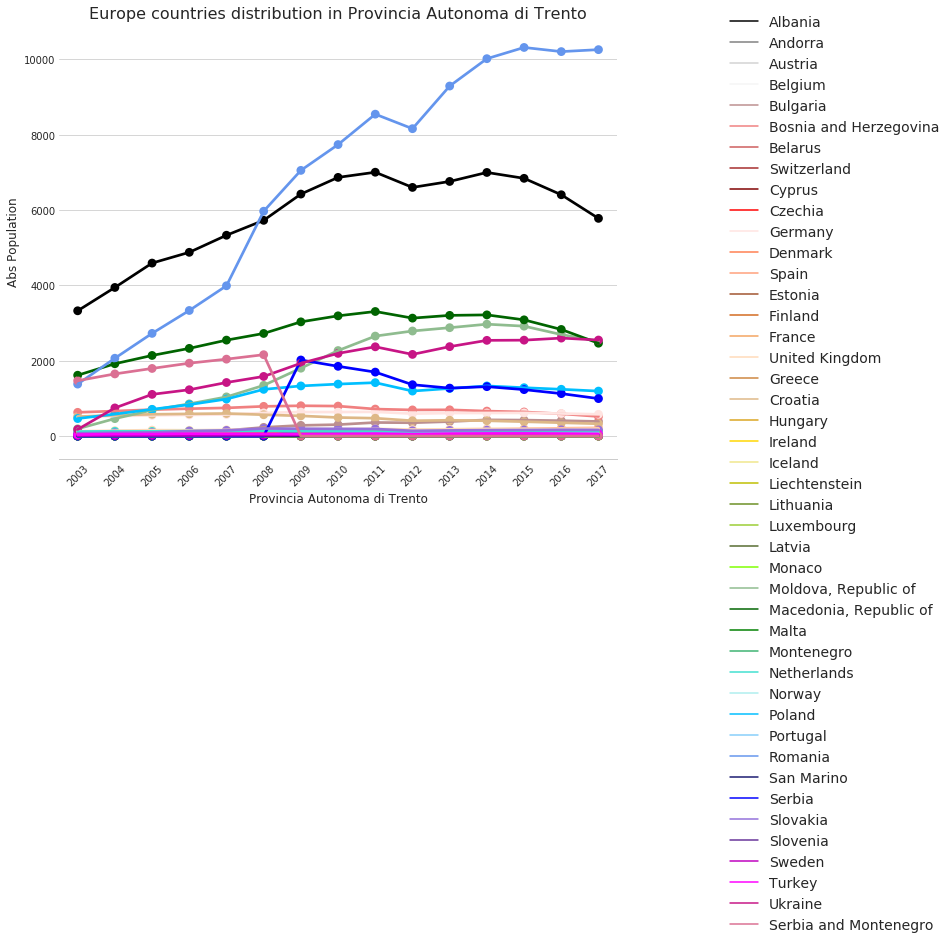 Europe countries distribution in Provincia Autonoma di Trento
Abs Population
10000
8000
6000
4000
2000
0
2003
2004
2005
2006
2007
2008
2009
2010
2011
2012
2013
2014
2015
2016
2017
Provincia Autonoma di Trento
Albania
Andorra
Austria
Belgium
Bulgaria
Bosnia and Herzegovina
Belarus
Switzerland
Cyprus
Czechia
Germany
Denmark
Spain
Estonia
Finland
France
United Kingdom
Greece
Croatia
Hungary
Ireland
Iceland
Liechtenstein
Lithuania
Luxembourg
Latvia
Monaco
Moldova, Republic of
Macedonia, Republic of
Malta
Montenegro
Netherlands
Norway
Poland
Portugal
Romania
San Marino
Serbia
Slovakia
Slovenia
Sweden
Turkey
Ukraine
Serbia and Montenegro